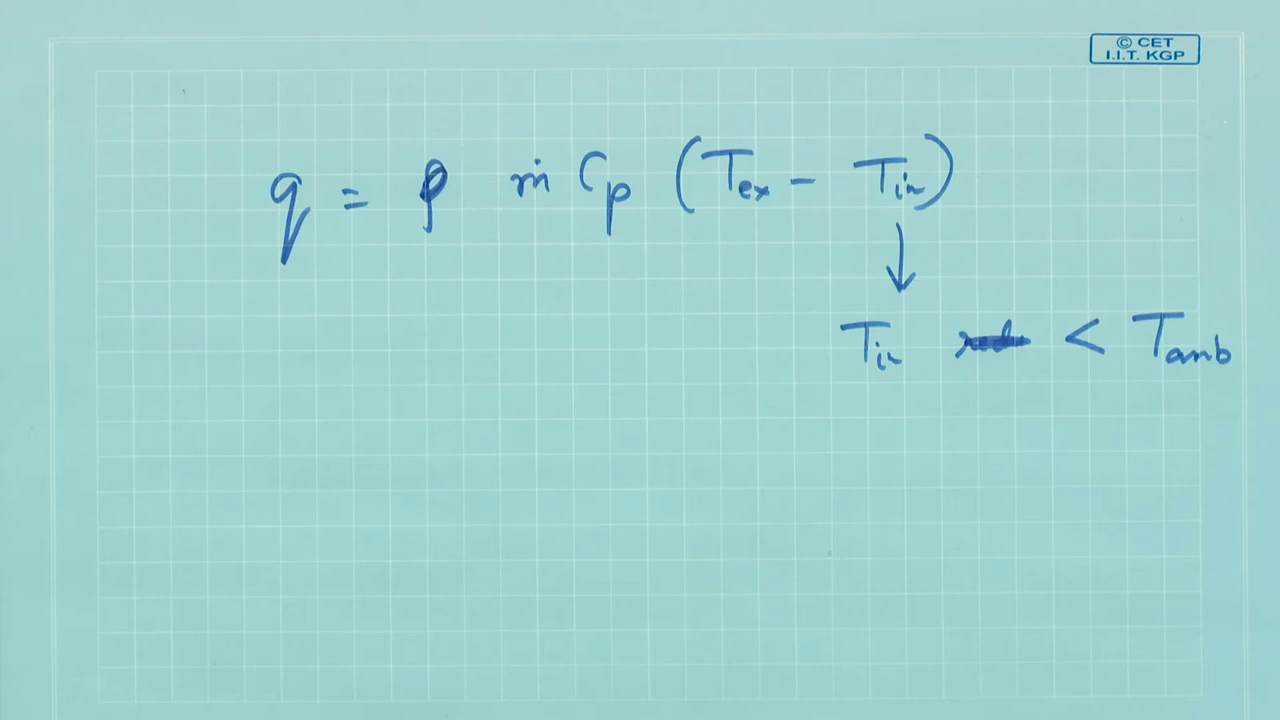 © CET
I.I.T. KGP
q = ρ ṁ Cp (Tex − Tin)
↓
Tin < Tamb